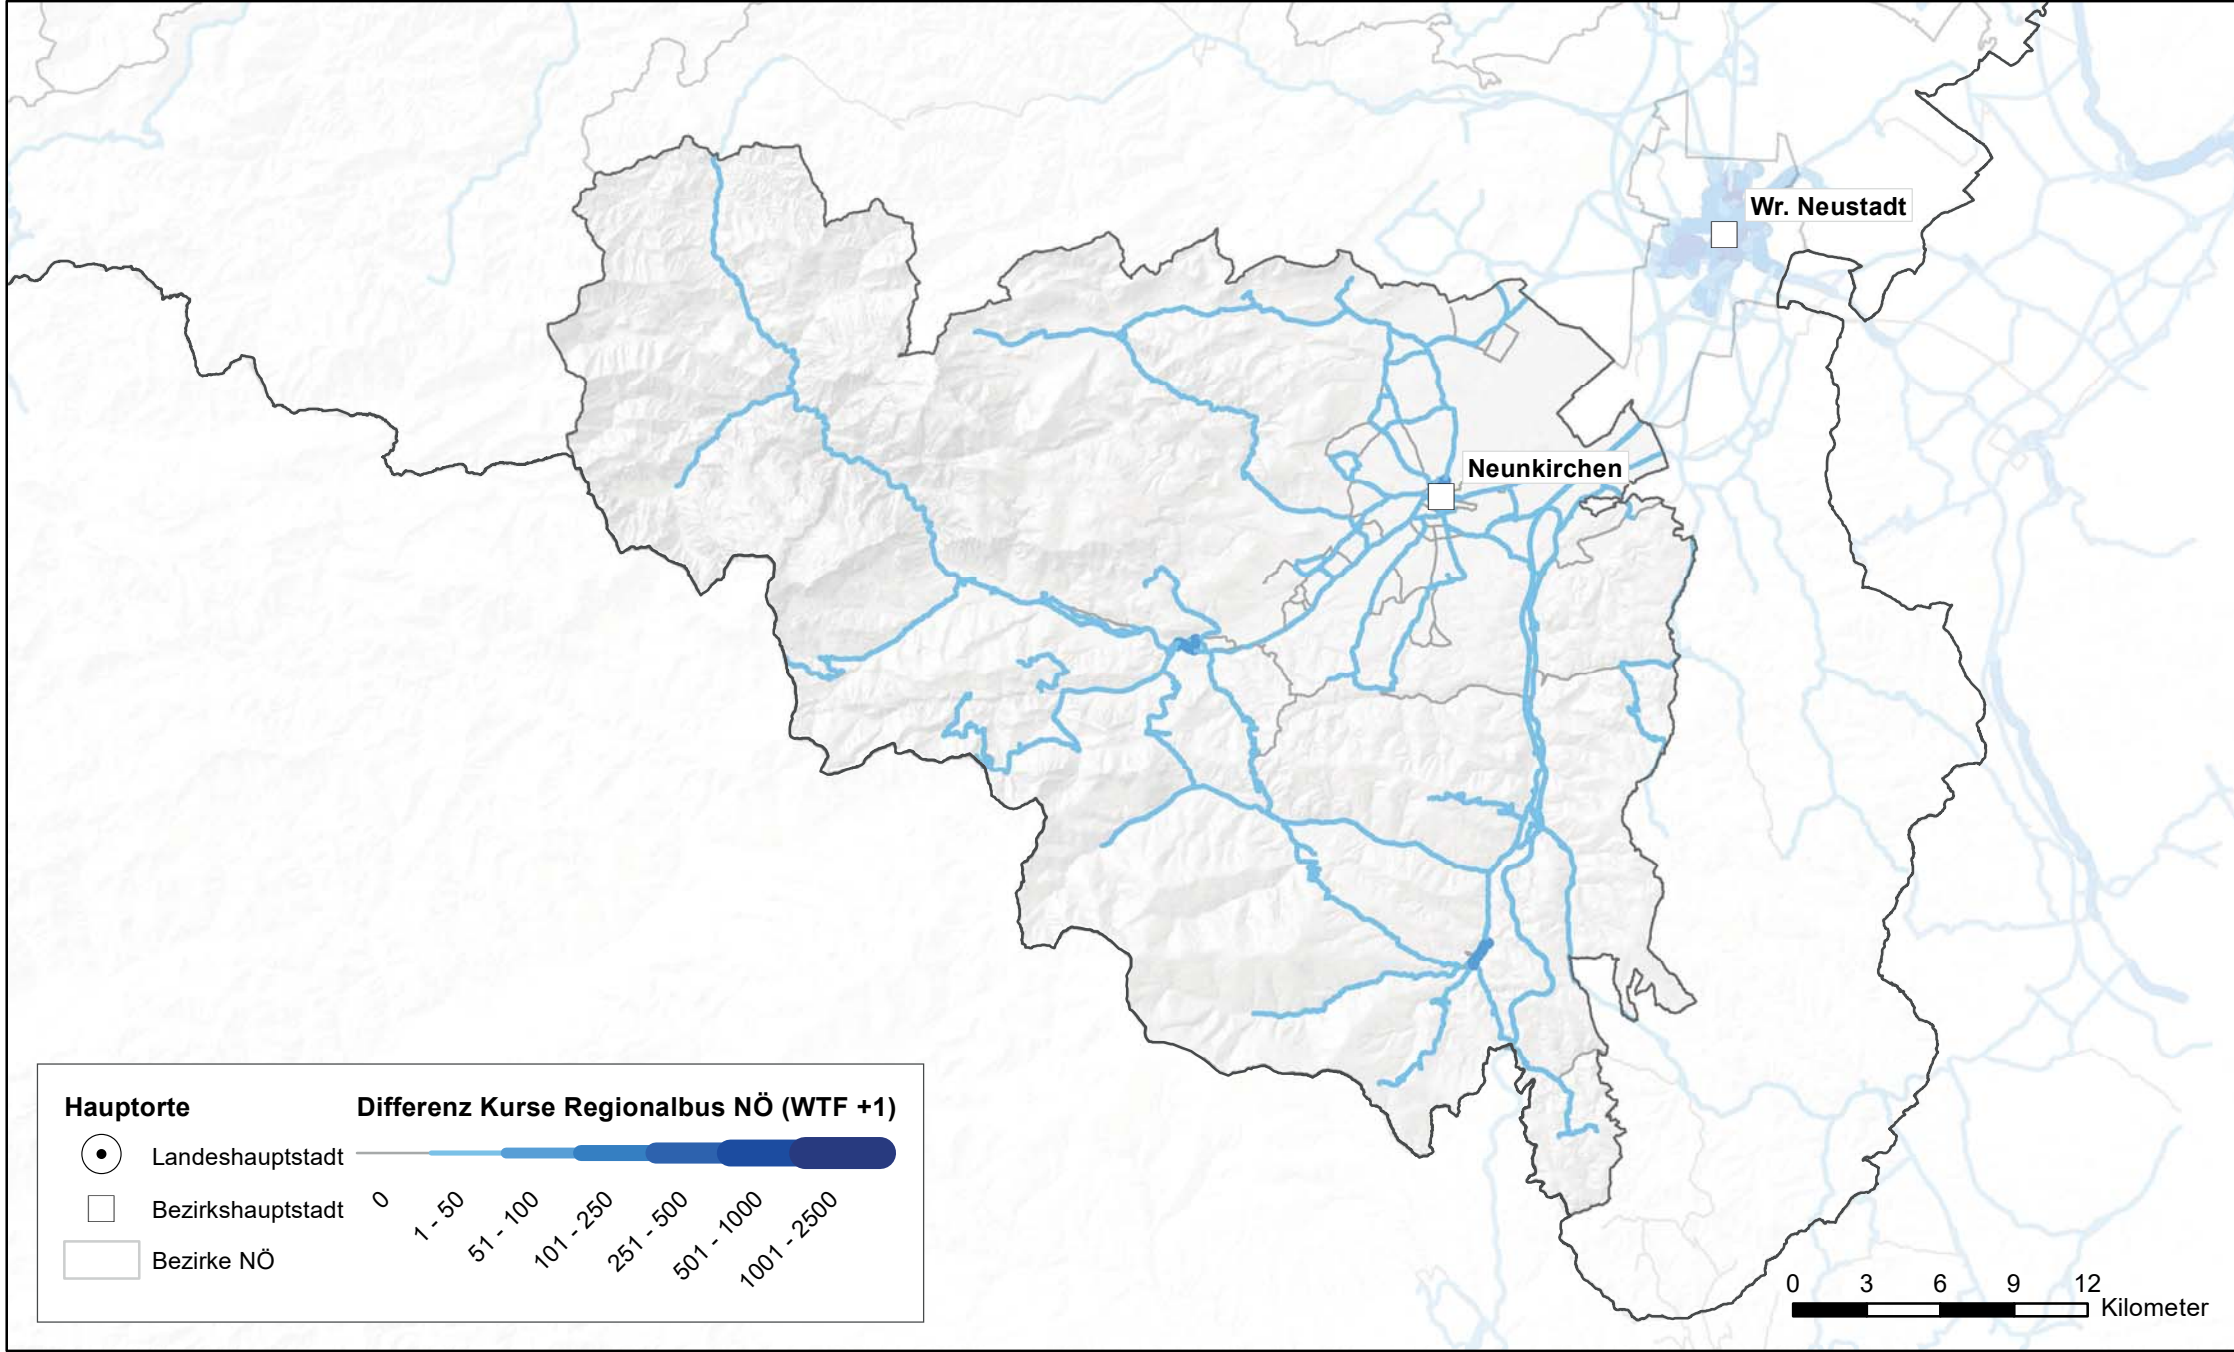 Wr. Neustadt
Neunkirchen
Hauptorte
Landeshauptstadt
Bezirkshauptstadt
Bezirke NÖ
Differenz Kurse Regionalbus NÖ (WTF +1)
0
1 - 50
51 - 100
101 - 250
251 - 500
501 - 1000
1001 - 2500
0 3 6 9 12
Kilometer